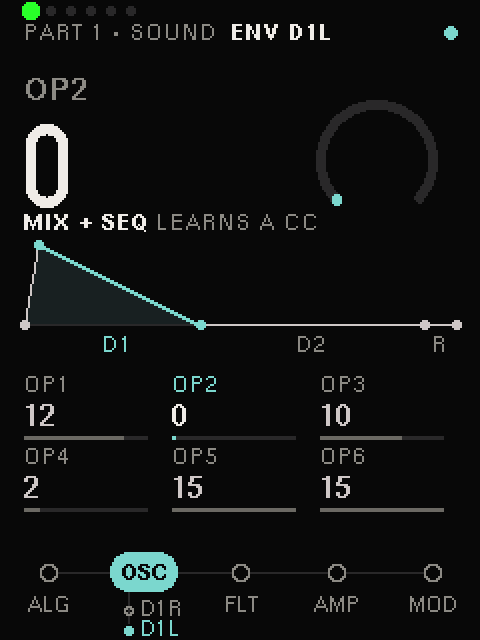 PART 1 · SOUND ENV D1L
OP2
0
MIX + SEQ LEARNS A CC
D1 D2 R
OP1 OP2 OP3
12 0 10
OP4 OP5 OP6
2 15 15
OSC
ALG FLT AMP MOD
D1R
D1L